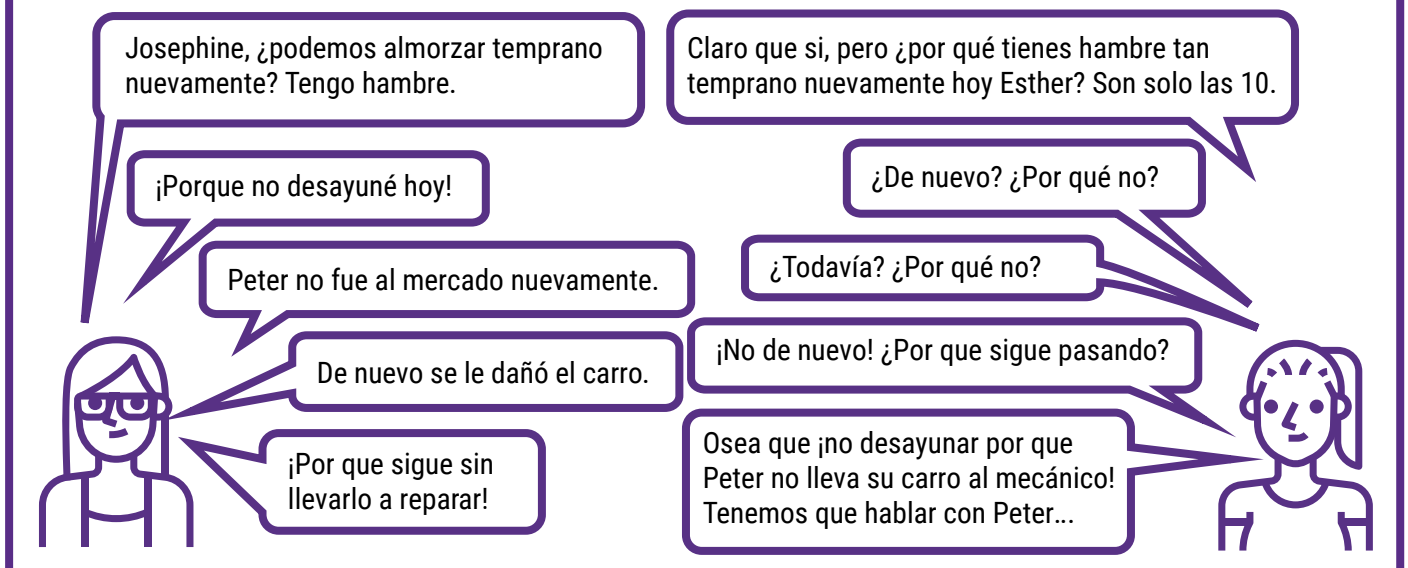 Josephine, ¿podemos almorzar temprano
nuevamente? Tengo hambre.
Claro que si, pero ¿por qué tienes hambre tan
temprano nuevamente hoy Esther? Son solo las 10.
¡Porque no desayuné hoy!
¿De nuevo? ¿Por qué no?
Peter no fue al mercado nuevamente.
¿Todavía? ¿Por qué no?
De nuevo se le dañó el carro.
¡No de nuevo! ¿Por que sigue pasando?
¡Por que sigue sin
llevarlo a reparar!
Osea que ¡no desayunar por que
Peter no lleva su carro al mecánico!
Tenemos que hablar con Peter...